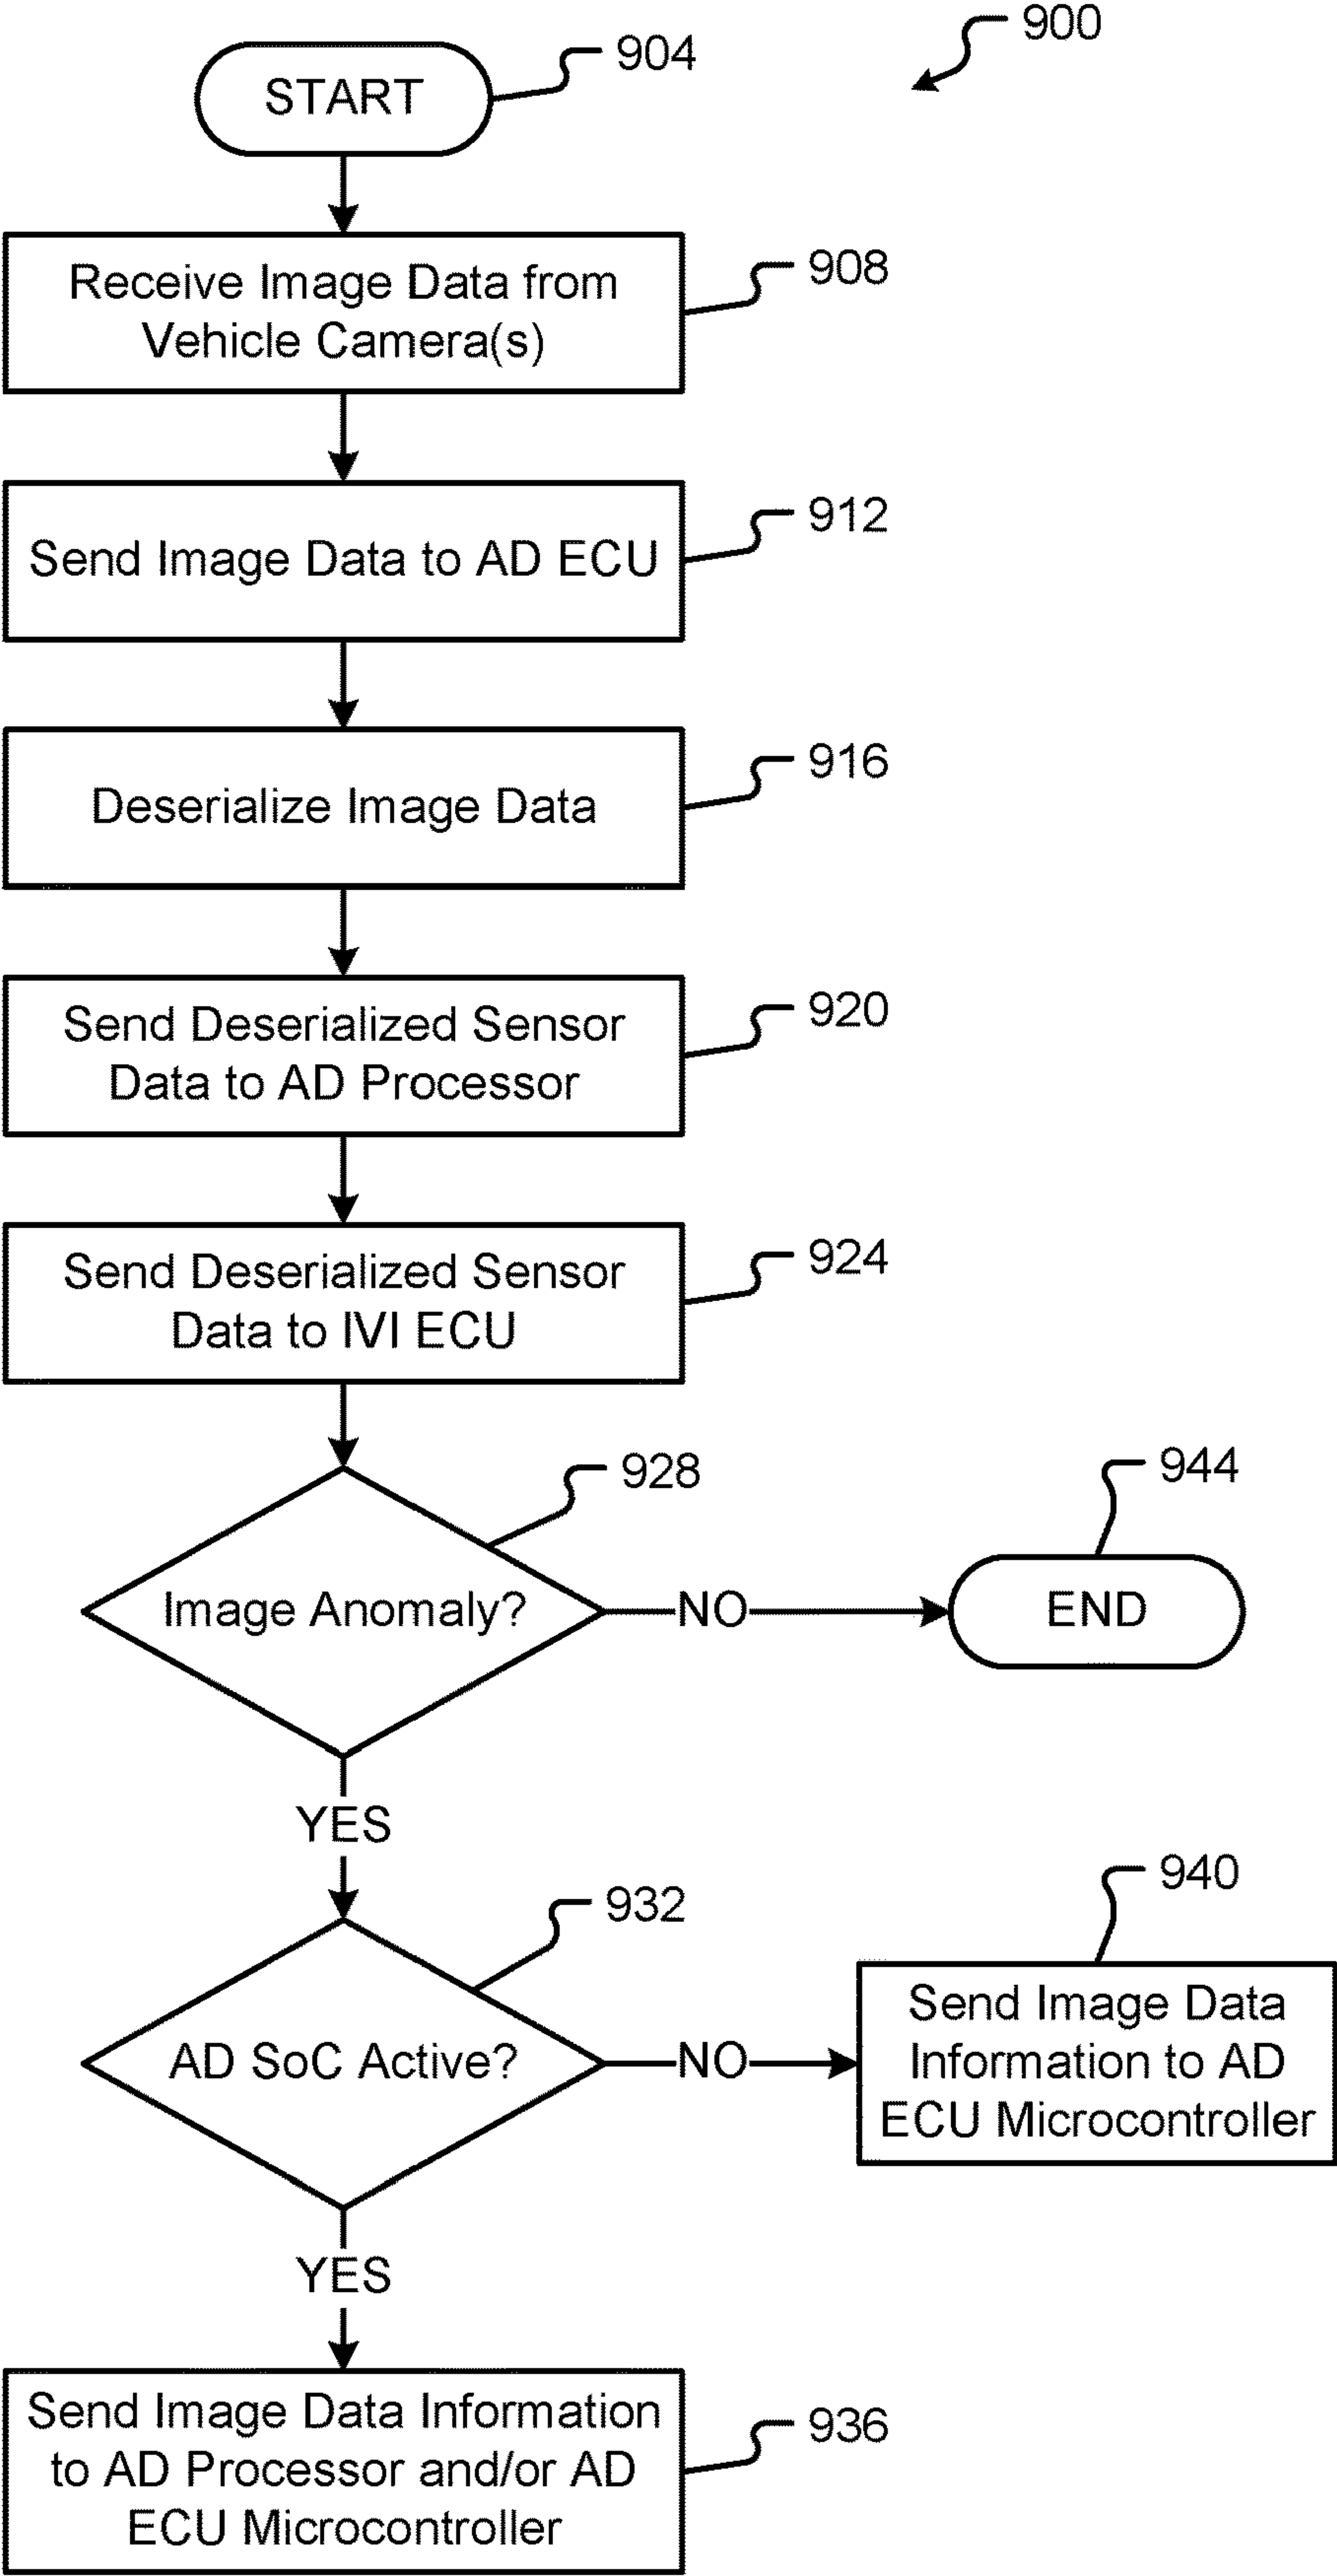 900
START
904
Receive Image Data from
Vehicle Camera(s)
908
Send Image Data to AD ECU
912
Deserialize Image Data
916
Send Deserialized Sensor
Data to AD Processor
920
Send Deserialized Sensor
Data to IVI ECU
924
Image Anomaly?
928
NO
END
944
YES
AD SoC Active?
932
NO
Send Image Data
Information to AD
ECU Microcontroller
940
YES
Send Image Data Information
to AD Processor and/or AD
ECU Microcontroller
936